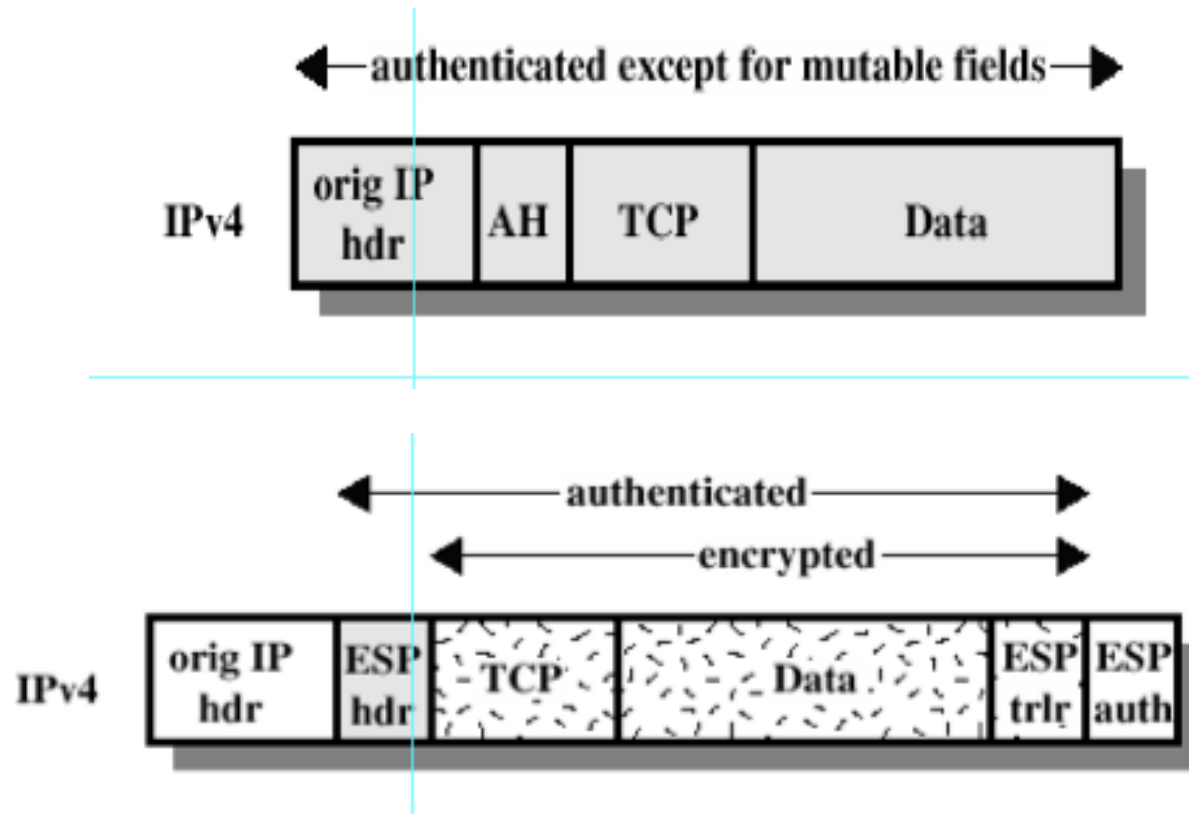 authenticated except for mutable fields
IPv4
orig IP
hdr
AH
TCP
Data
authenticated
encrypted
IPv4
orig IP
hdr
ESP
hdr
TCP
Data
ESP
trlr
ESP
auth